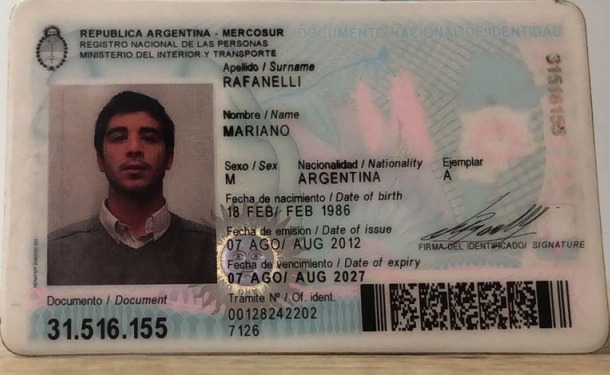 REPUBLICA ARGENTINA - MERCOSUR
REGISTRO NACIONAL DE LAS PERSONAS
MINISTERIO DEL INTERIOR Y TRANSPORTE
DOCUMENTO NACIONAL DE IDENTIDAD
Apellido / Surname
RAFANELLI
Nombre / Name
MARIANO
Sexo / Sex Nacionalidad / Nationality Ejemplar
M ARGENTINA A
Fecha de nacimiento / Date of birth
18 FEB/ FEB 1986
Fecha de emisión / Date of issue
07 AGO/ AUG 2012
FIRMA DEL IDENTIFICADO/ SIGNATURE
Fecha de vencimiento / Date of expiry
07 AGO/ AUG 2027
Documento / Document
31.516.155
Trámite Nº / Of. ident.
00128242202
7126